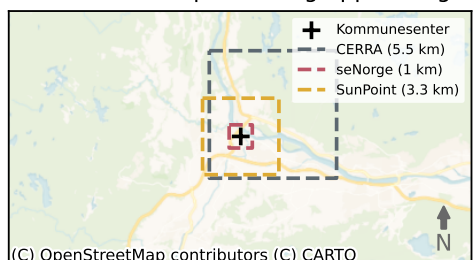 Kommunesenter
CERRA (5.5 km)
seNorge (1 km)
SunPoint (3.3 km)
N
(C) OpenStreetMap contributors (C) CARTO